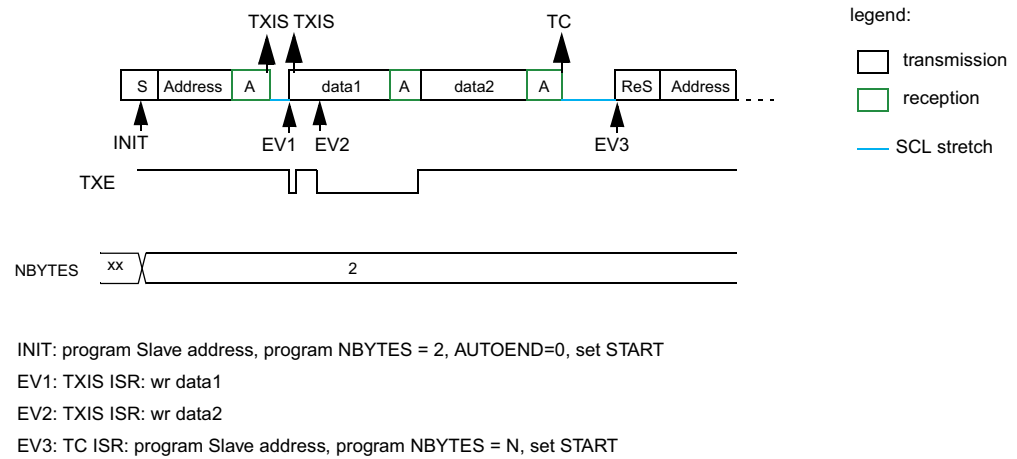 legend:
TXIS TXIS TC
transmission
S Address A data1 A data2 A ReS Address
reception
INIT EV1 EV2 EV3
SCL stretch
TXE
NBYTES xx 2
INIT: program Slave address, program NBYTES = 2, AUTOEND=0, set START
EV1: TXIS ISR: wr data1
EV2: TXIS ISR: wr data2
EV3: TC ISR: program Slave address, program NBYTES = N, set START